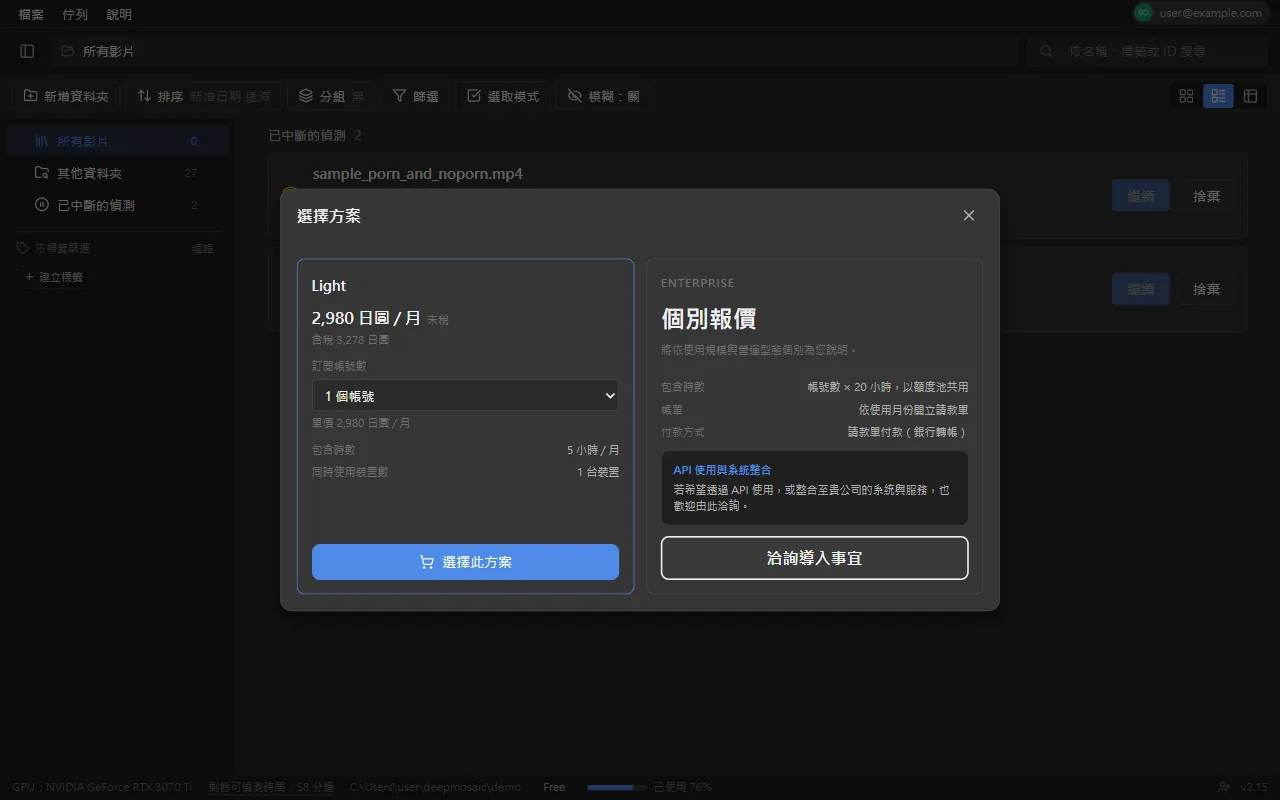 檔案 佇列 說明
user@example.com
所有影片
依名稱、標籤或 ID 搜尋
新增資料夾 排序 新增日期 遞減 分組 無 篩選 選取模式 模糊：關
所有影片 0
其他資料夾 27
已中斷的偵測 2
依標籤篩選 編輯
+ 建立標籤
已中斷的偵測 2
sample_porn_and_noporn.mp4
繼續 捨棄
繼續 捨棄
選擇方案
Light
2,980 日圓 / 月 未稅
含稅 3,278 日圓
訂閱帳號數
1 個帳號
單價 2,980 日圓 / 月
包含時數 5 小時 / 月
同時使用裝置數 1 台裝置
選擇此方案
ENTERPRISE
個別報價
將依使用規模與營運型態個別為您說明。
包含時數 帳號數 × 20 小時，以額度池共用
帳單 依使用月份開立請款單
付款方式 請款單付款（銀行轉帳）
API 使用與系統整合
若希望透過 API 使用，或整合至貴公司的系統與服務，也
歡迎由此洽詢。
洽詢導入事宜
GPU：NVIDIA GeForce RTX 3070 Ti 剩餘可偵測時間：58 分鐘 C:\Users\user\deepmosaic\demo Free 已使用 76% v2.15